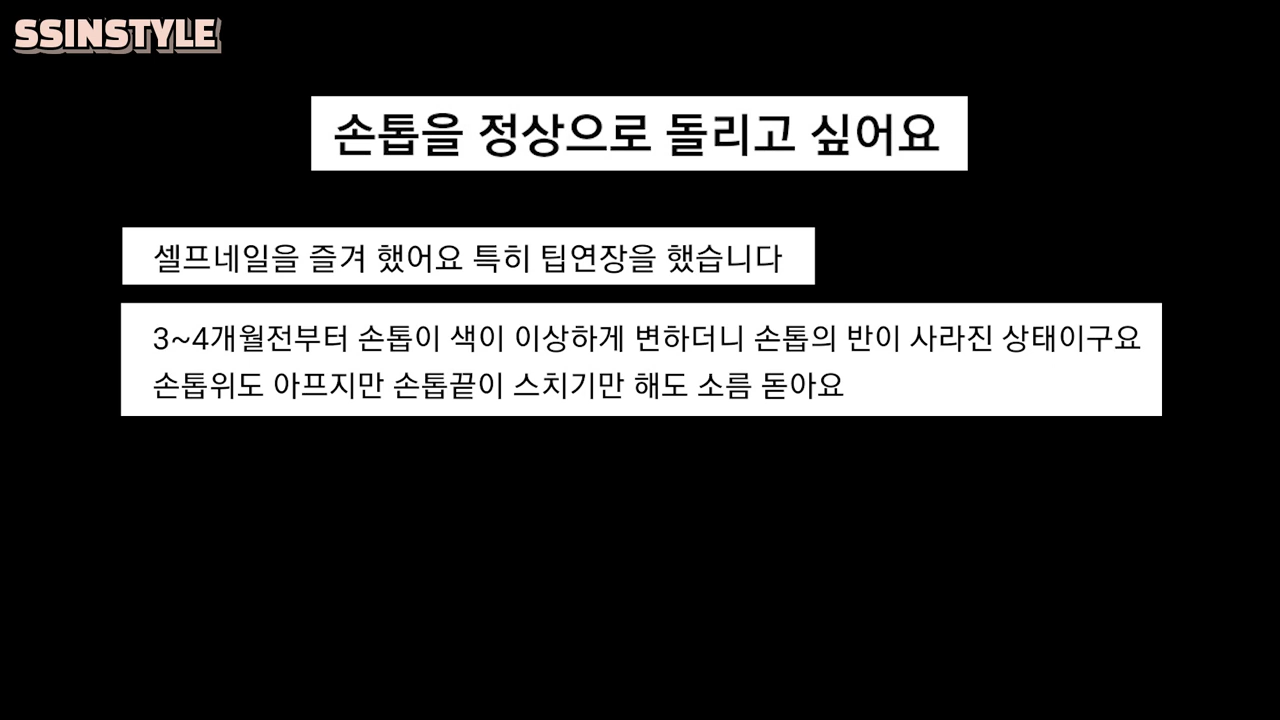 SSINSTYLE
손톱을 정상으로 돌리고 싶어요
셀프네일을 즐겨 했어요 특히 팁연장을 했습니다
3~4개월전부터 손톱이 색이 이상하게 변하더니 손톱의 반이 사라진 상태이구요
손톱위도 아프지만 손톱끝이 스치기만 해도 소름 돋아요